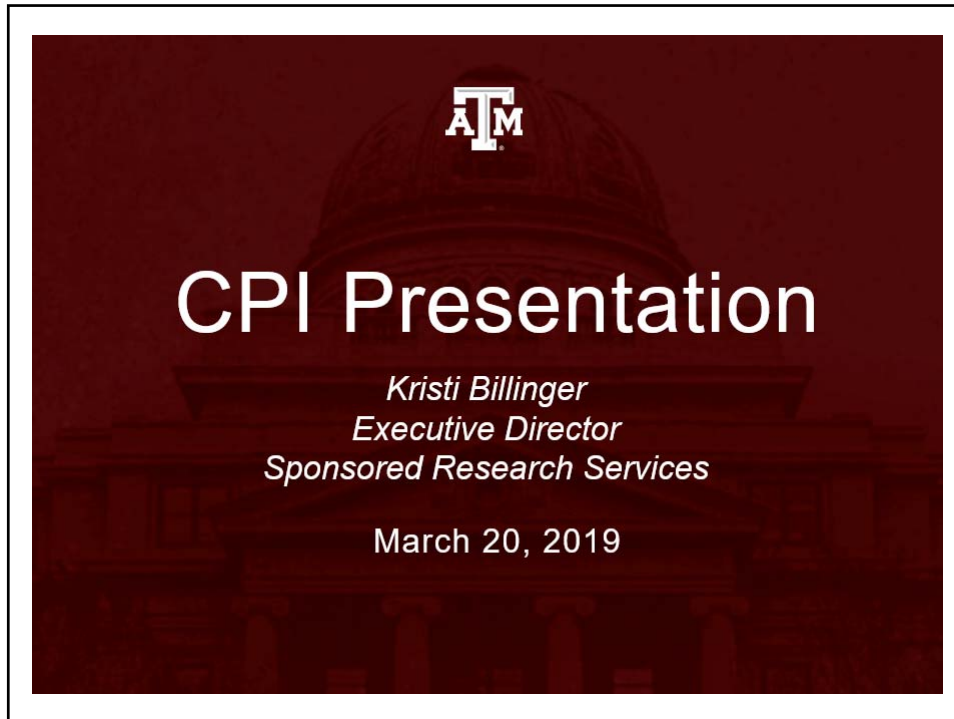 ATM
CPI Presentation
Kristi Billinger
Executive Director
Sponsored Research Services
March 20, 2019